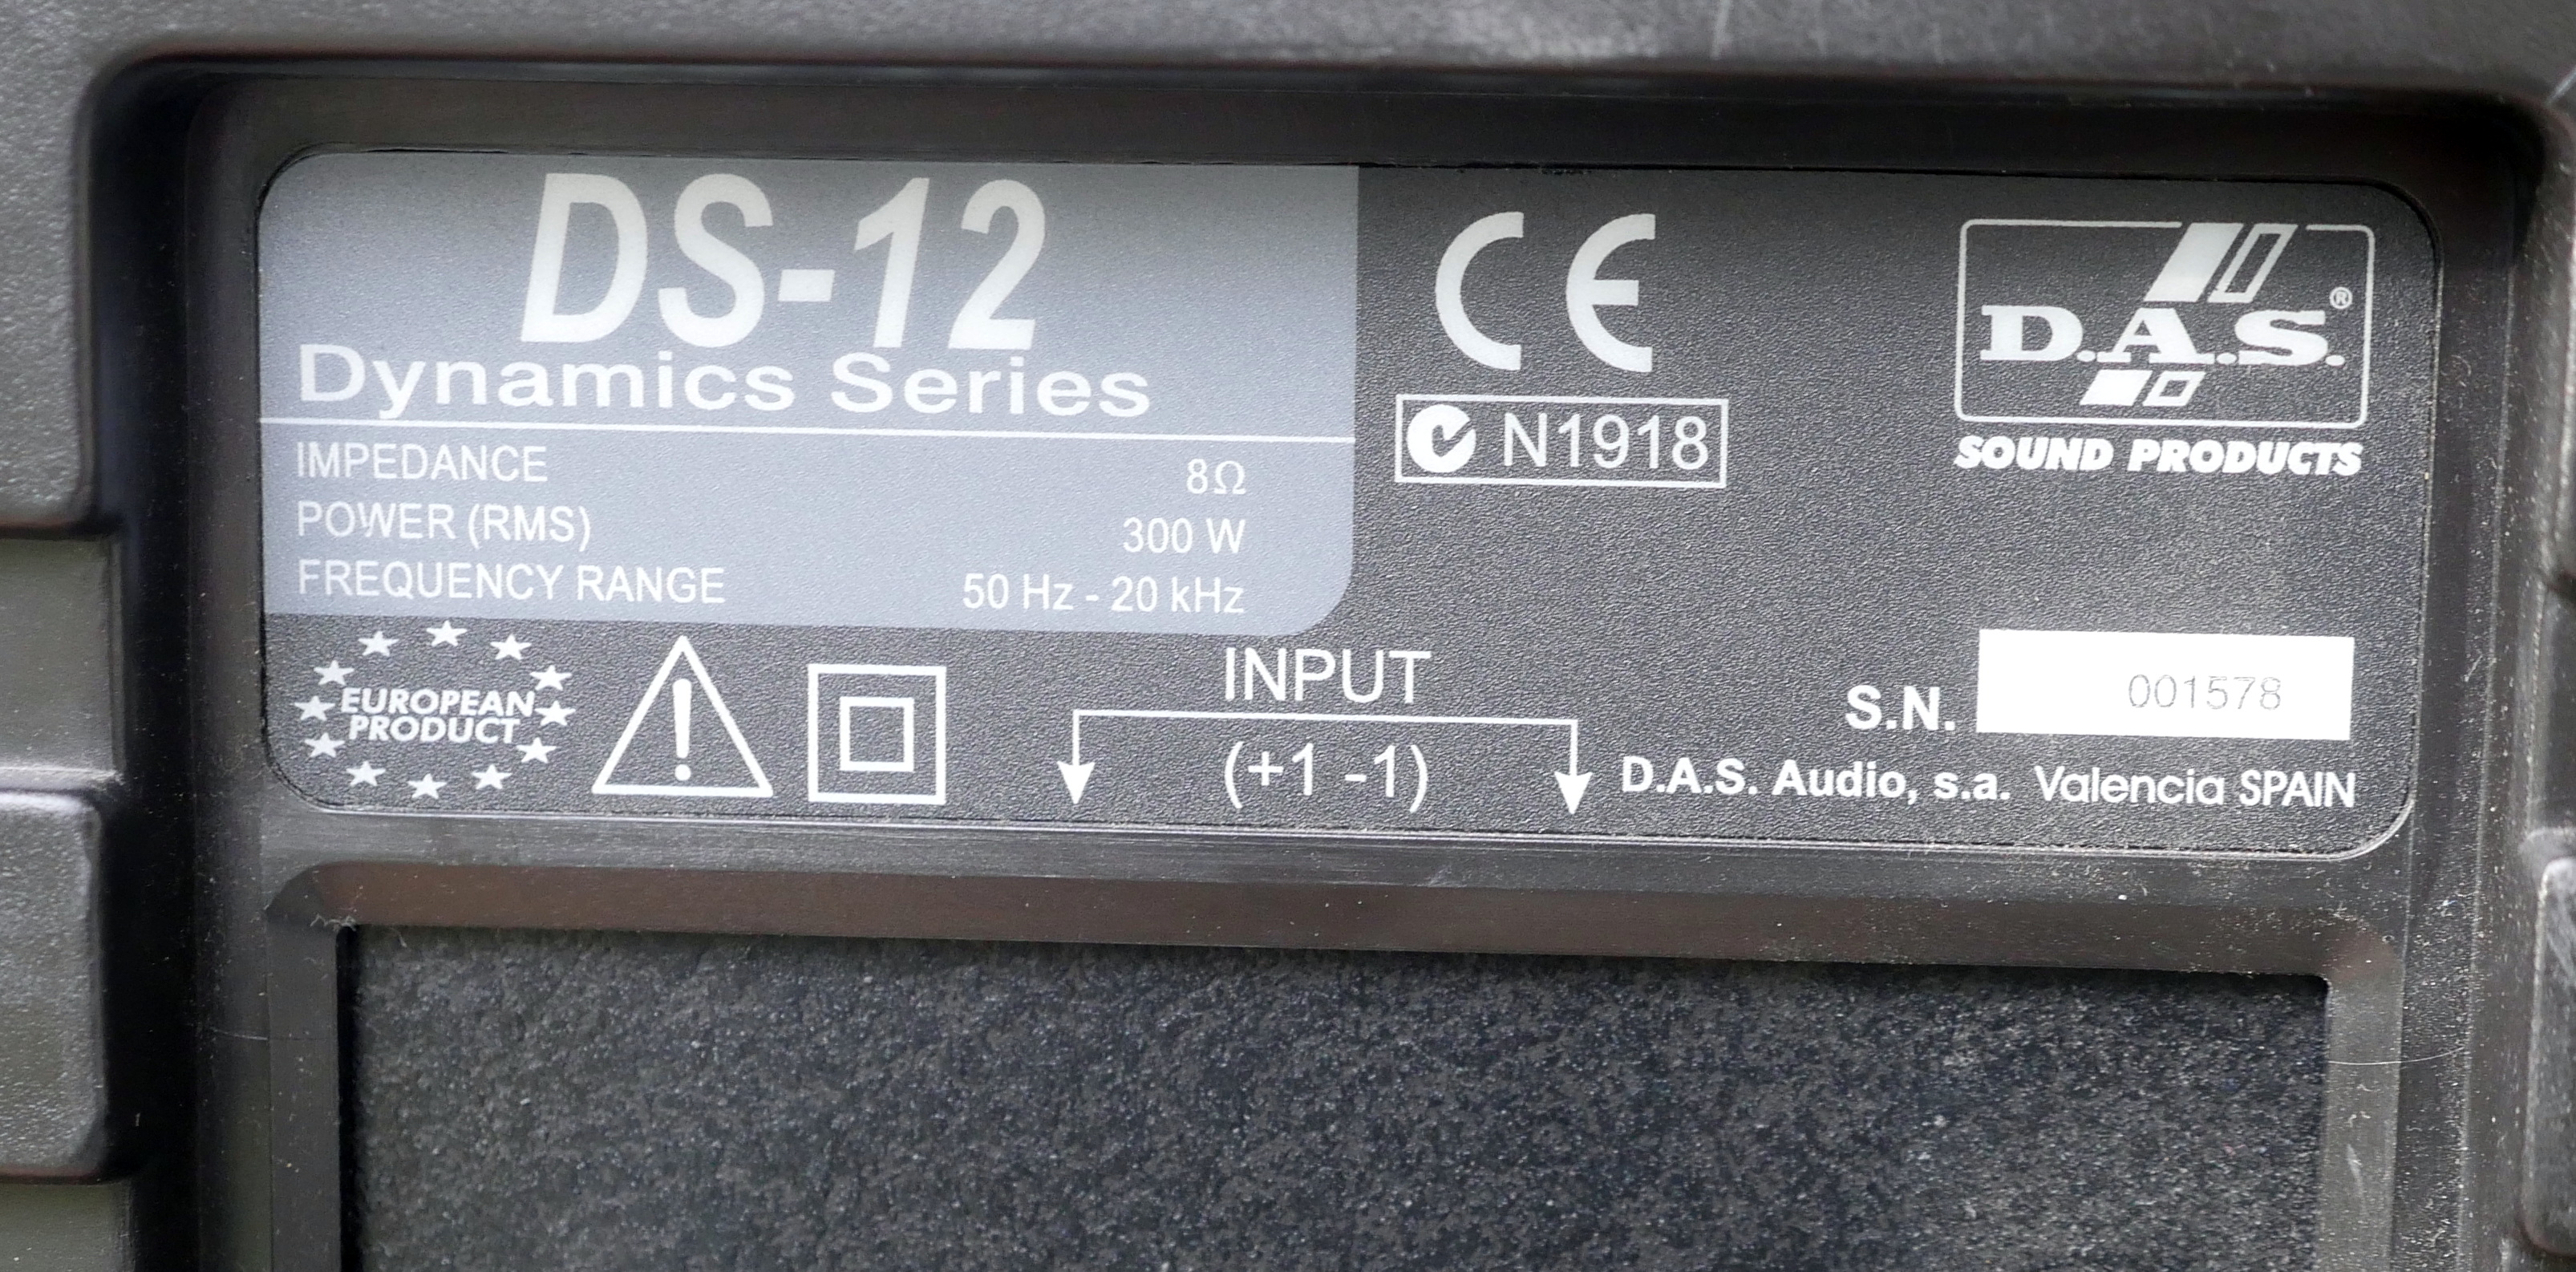 DS-12
Dynamics Series
IMPEDANCE 8Ω
POWER (RMS) 300 W
FREQUENCY RANGE 50 Hz - 20 kHz
EUROPEAN
PRODUCT
INPUT
(+1 -1)
CE
N1918
D.A.S.®
SOUND PRODUCTS
S.N. 001578
D.A.S. Audio, s.a. Valencia SPAIN